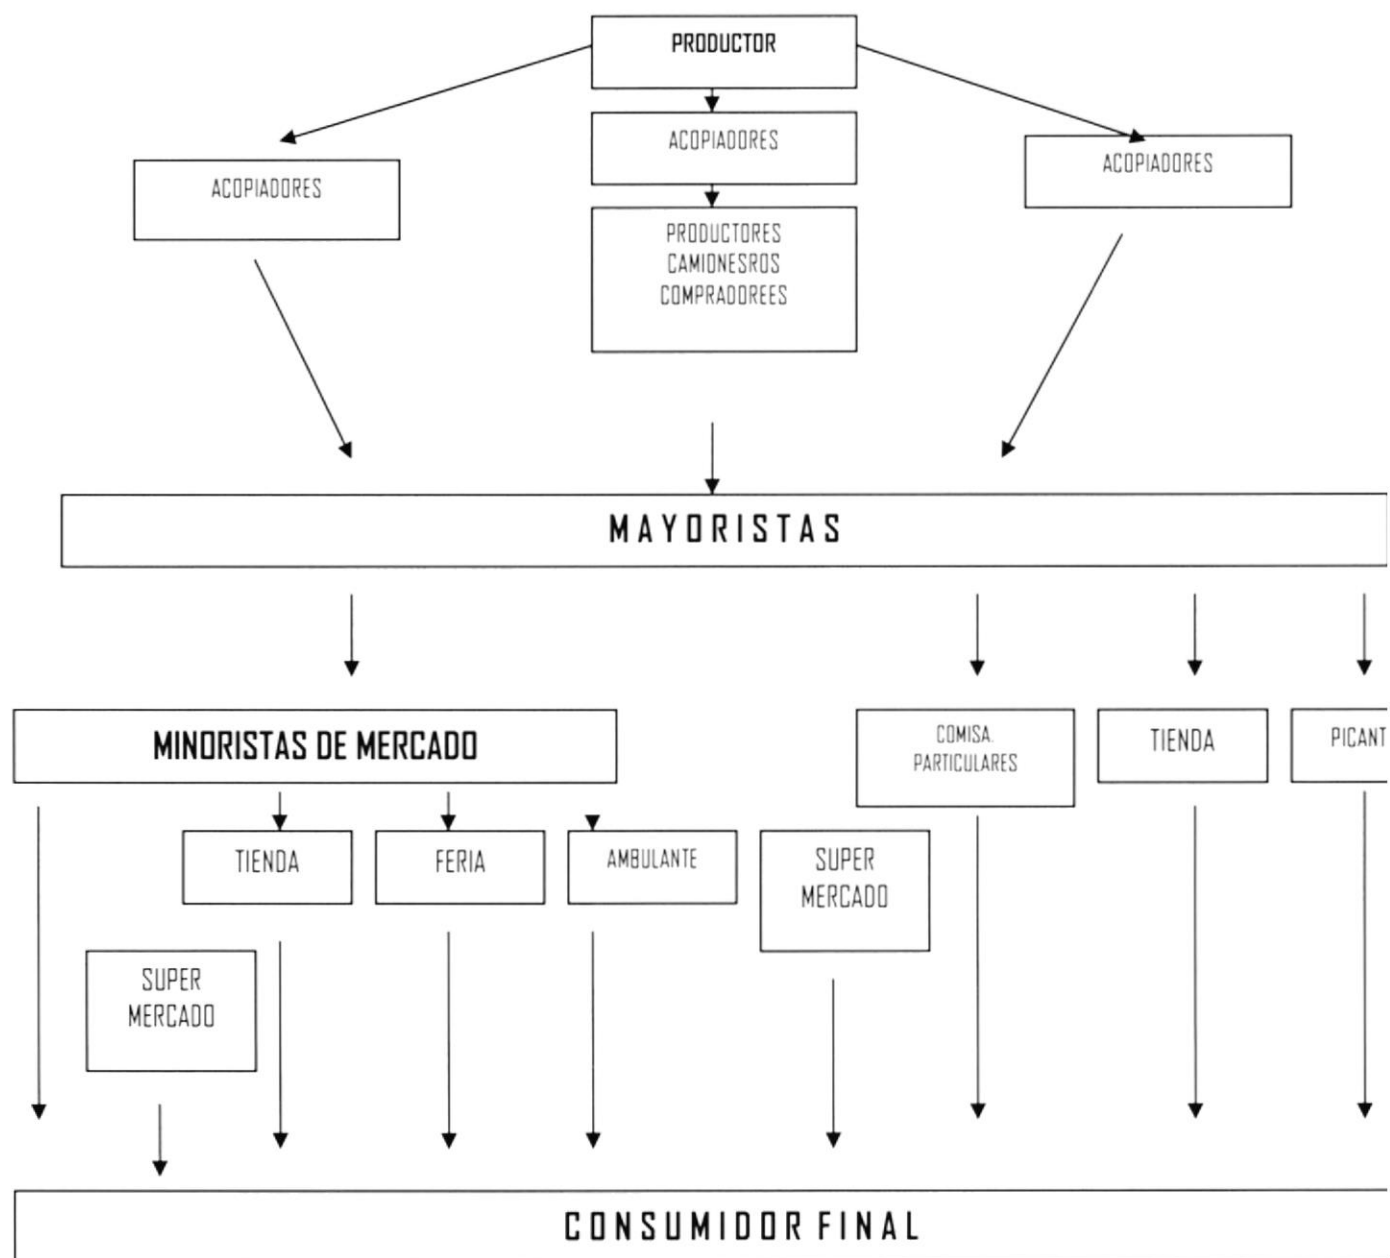 PRODUCTOR
ACOPIADORES
ACOPIADORES
ACOPIADORES
PRODUCTORES
CAMIONESROS
COMPRADOREES
MAYORISTAS
MINORISTAS DE MERCADO
COMISA.
PARTICULARES
TIENDA
PICANT
TIENDA
FERIA
AMBULANTE
SUPER
MERCADO
SUPER
MERCADO
CONSUMIDOR FINAL